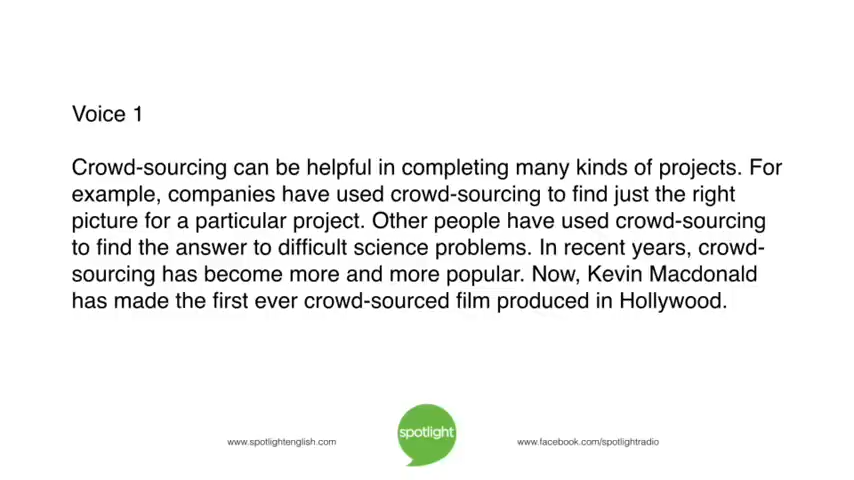 Voice 1
Crowd-sourcing can be helpful in completing many kinds of projects. For
example, companies have used crowd-sourcing to find just the right
picture for a particular project. Other people have used crowd-sourcing
to find the answer to difficult science problems. In recent years, crowd-
sourcing has become more and more popular. Now, Kevin Macdonald
has made the first ever crowd-sourced film produced in Hollywood.
www.spotlightenglish.com
spotlight
www.facebook.com/spotlightradio